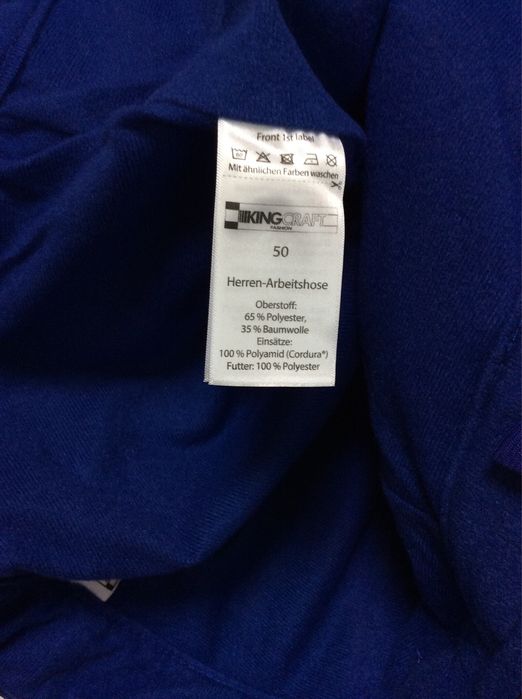 Front 1st label
Mit ähnlichen Farben waschen
KINGCRAFT
FASHION
50
Herren-Arbeitshose
Oberstoff:
65 % Polyester,
35 % Baumwolle
Einsätze:
100 % Polyamid (Cordura®)
Futter: 100 % Polyester